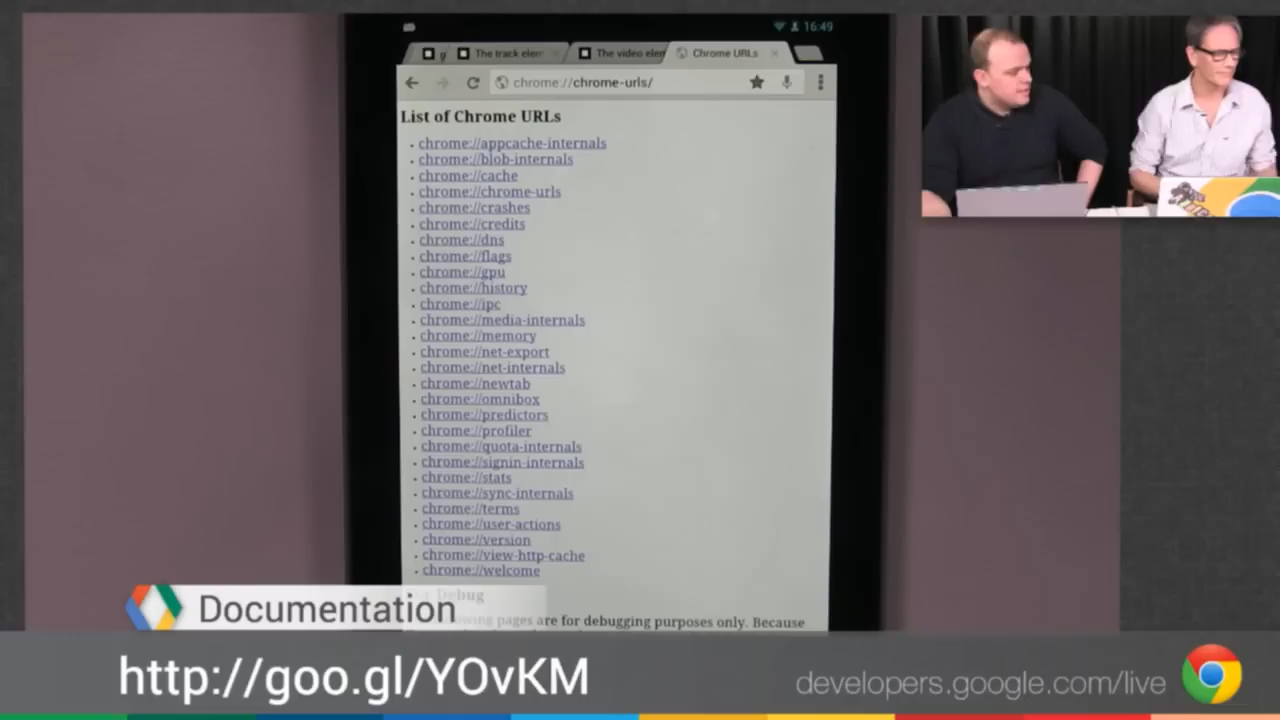 16:49
The track elem
The video elem
Chrome URLs
chrome://chrome-urls/
List of Chrome URLs
chrome://appcache-internals
chrome://blob-internals
chrome://cache
chrome://chrome-urls
chrome://crashes
chrome://credits
chrome://dns
chrome://flags
chrome://gpu
chrome://history
chrome://ipc
chrome://media-internals
chrome://memory
chrome://net-export
chrome://net-internals
chrome://newtab
chrome://omnibox
chrome://predictors
chrome://profiler
chrome://quota-internals
chrome://signin-internals
chrome://stats
chrome://sync-internals
chrome://terms
chrome://user-actions
chrome://version
chrome://view-http-cache
chrome://welcome
Debug
pages are for debugging purposes only. Because
Documentation
http://goo.gl/YOvKM
developers.google.com/live